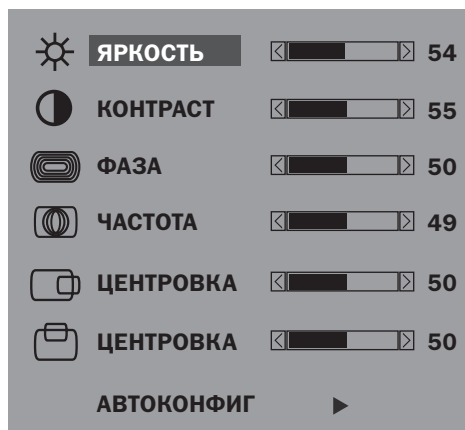 ЯРКОСТЬ 54
КОНТРАСТ 55
ФАЗА 50
ЧАСТОТА 49
ЦЕНТРОВКА 50
ЦЕНТРОВКА 50
АВТОКОНФИГ